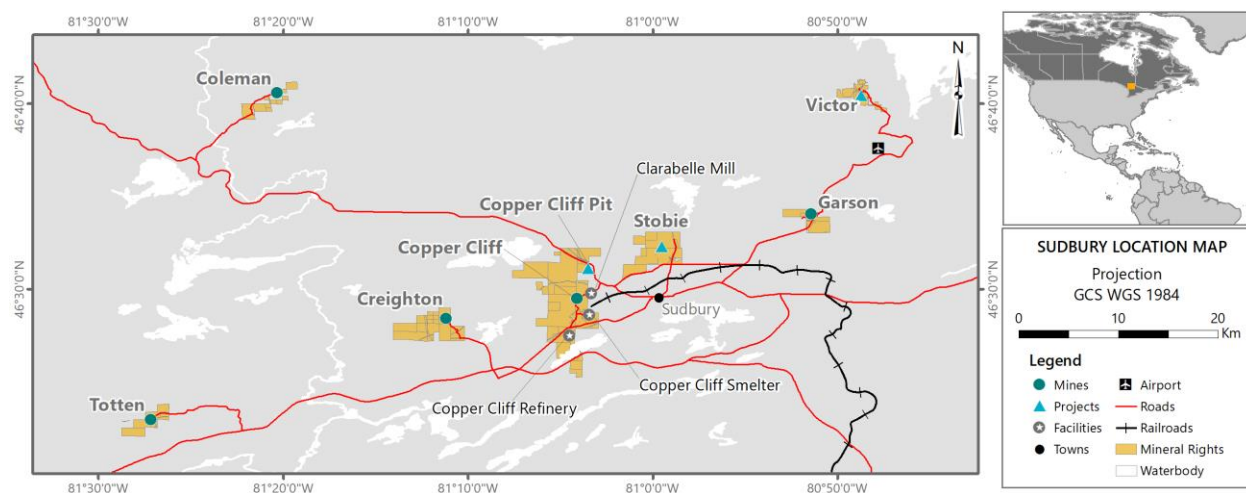 81°30'0"W
81°20'0"W
81°10'0"W
81°0'0"W
80°50'0"W
46°40'0"N
46°30'0"N
46°40'0"N
46°30'0"N
N
Coleman
Victor
Clarabelle Mill
Copper Cliff Pit
Stobie
Garson
Copper Cliff
Creighton
Sudbury
Copper Cliff Smelter
Totten
Copper Cliff Refinery
81°30'0"W
81°20'0"W
81°10'0"W
81°0'0"W
80°50'0"W
SUDBURY LOCATION MAP
Projection
GCS WGS 1984
0 10 20
Km
Legend
Mines
Airport
Projects
Roads
Facilities
Railroads
Towns
Mineral Rights
Waterbody